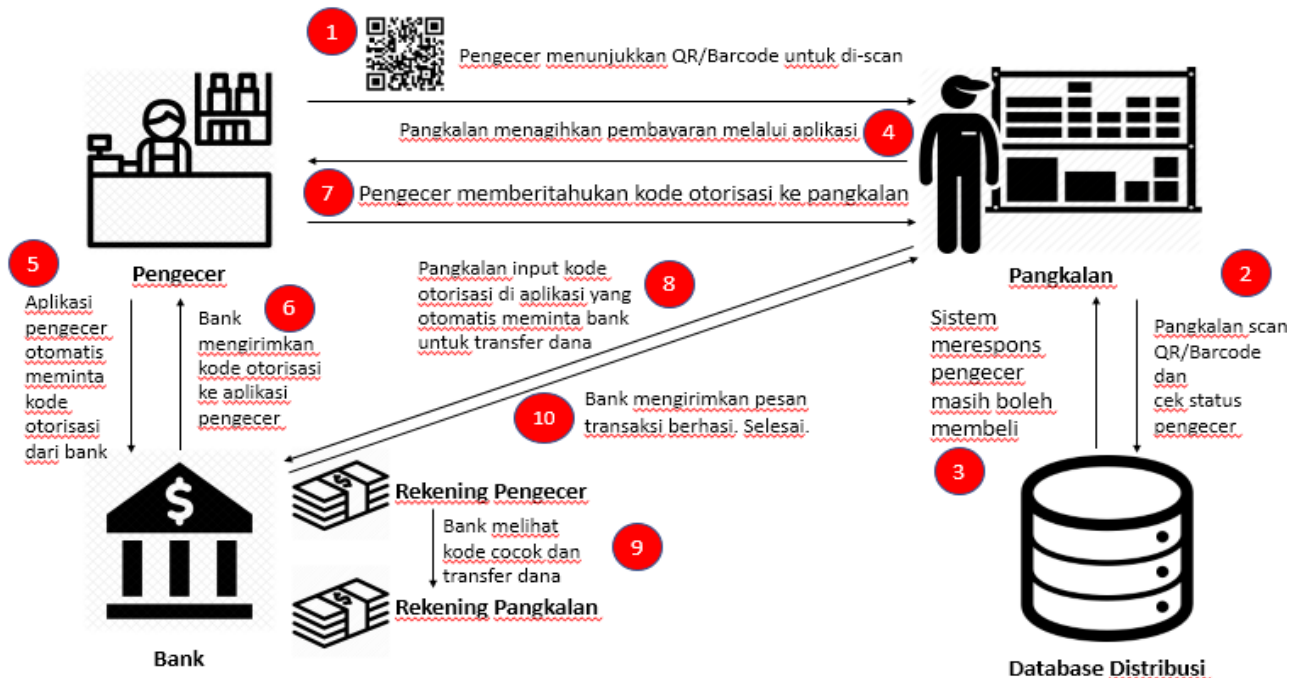 1
Pengecer menunjukkan QR/Barcode untuk di-scan
Pangkalan menagihkan pembayaran melalui aplikasi
4
7
Pengecer memberitahukan kode otorisasi ke pangkalan
5
Pengecer
Aplikasi
pengecer
otomatis
meminta
kode
otorisasi
dari bank
6
Bank
mengirimkan
kode otorisasi
ke aplikasi
pengecer
Pangkalan input kode
otorisasi di aplikasi yang
otomatis meminta bank
untuk transfer dana
8
Pangkalan
2
Pangkalan scan
QR/Barcode
dan
cek status
pengecer
Sistem
merespons
pengecer
masih boleh
membeli
3
10
Bank mengirimkan pesan
transaksi berhasi. Selesai.
$
Bank
$
Rekening Pengecer
Bank melihat
kode cocok dan
transfer dana
9
$
Rekening Pangkalan
Database Distribusi